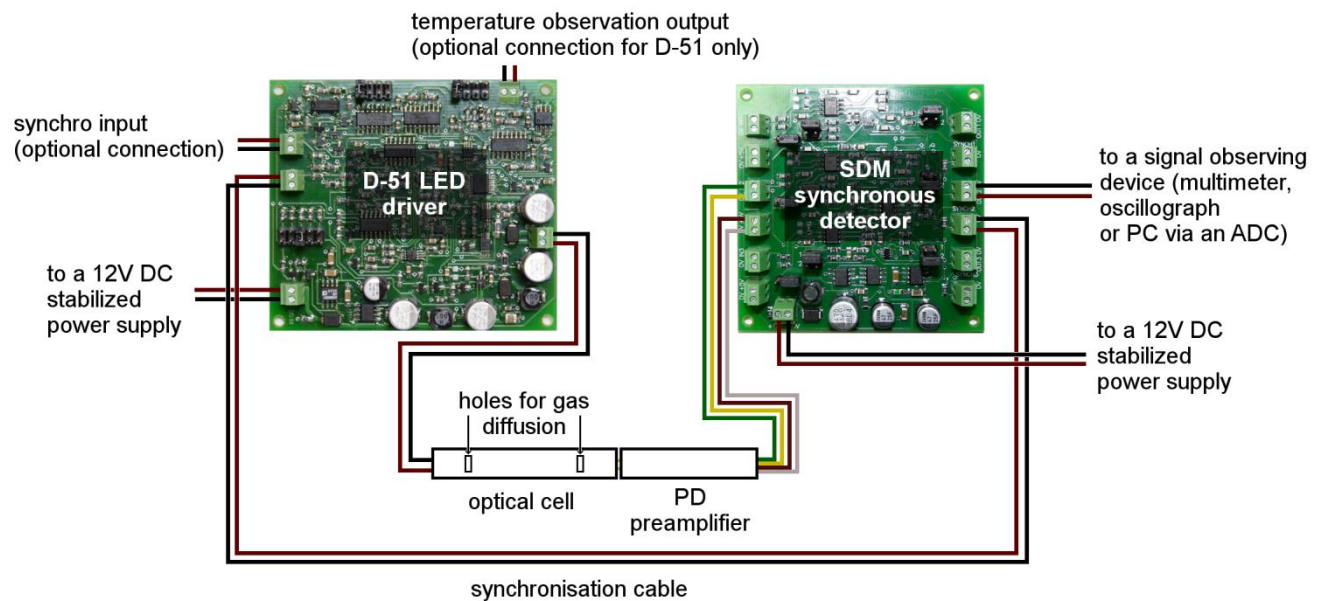 temperature observation output
(optional connection for D-51 only)
synchro input
(optional connection)
D-51 LED
driver
to a 12V DC
stabilized
power supply
SDM
synchronous
detector
to a signal observing
device (multimeter,
oscillograph
or PC via an ADC)
to a 12V DC
stabilized
power supply
holes for gas
diffusion
optical cell
PD
preamplifier
synchronisation cable